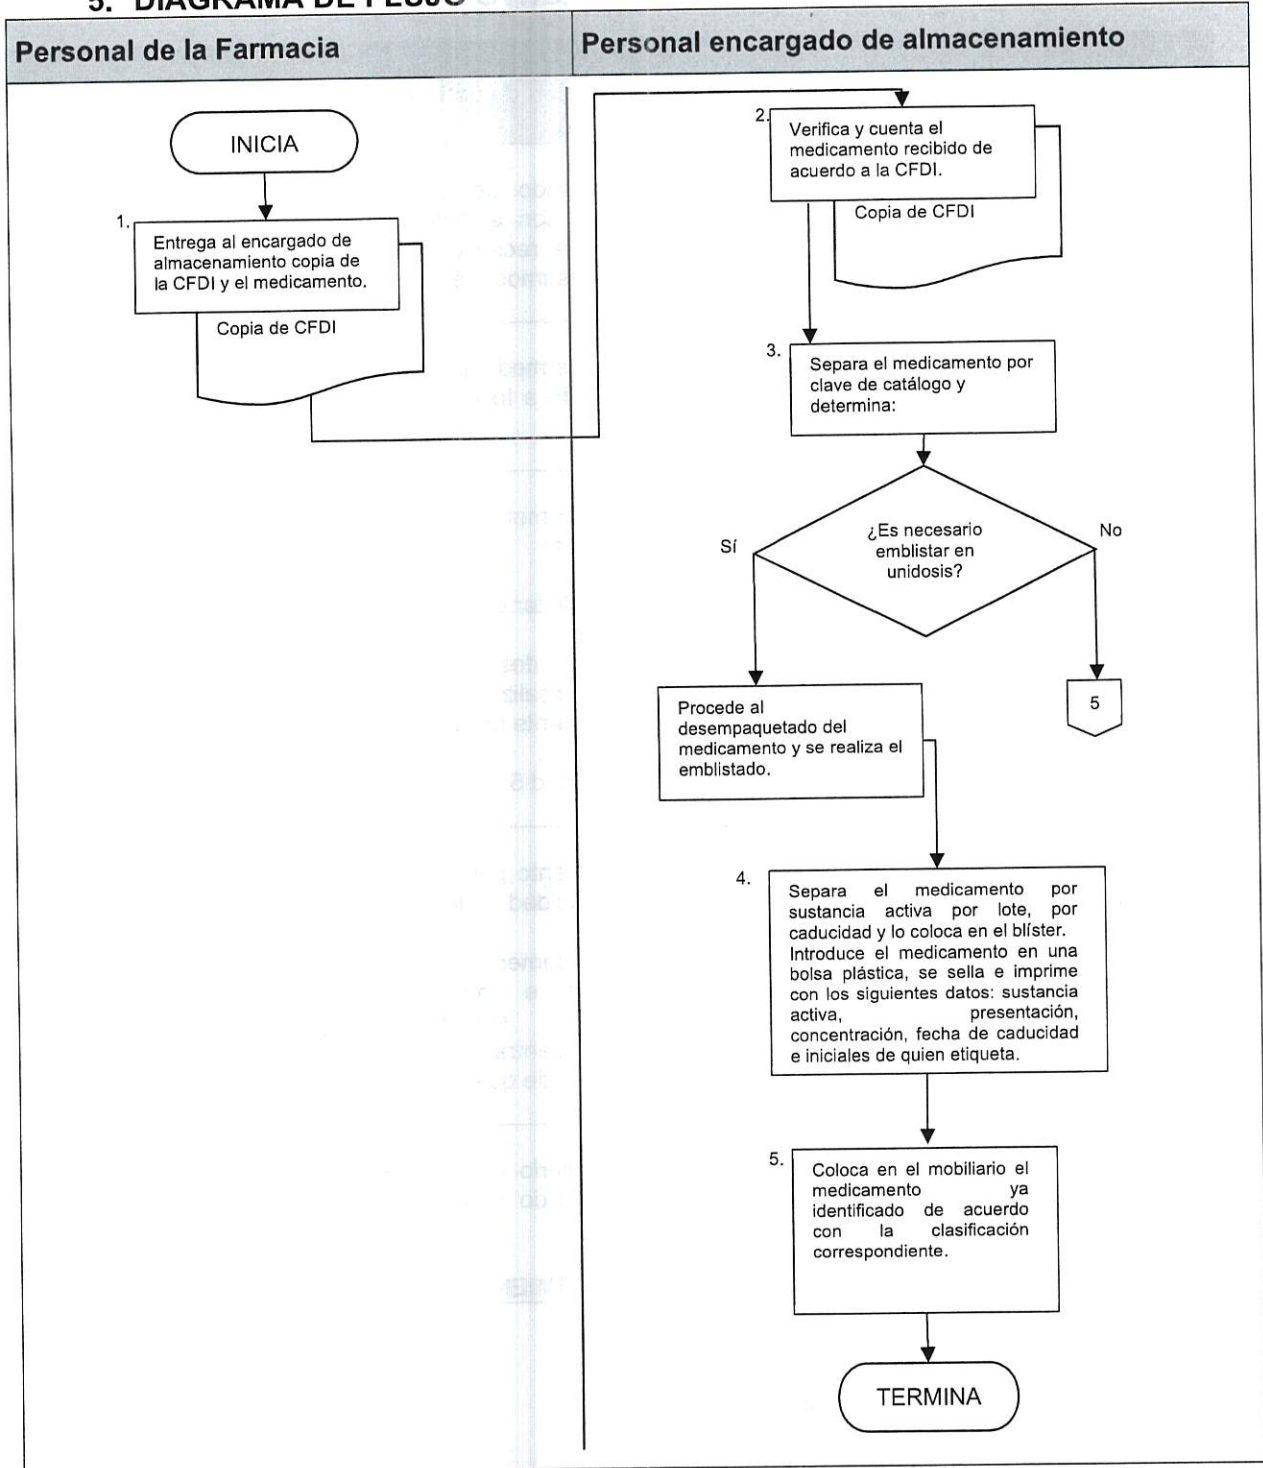 5. DIAGRAMA DE FLUJO
Personal de la Farmacia
Personal encargado de almacenamiento
INICIA
1.
Entrega al encargado de
almacenamiento copia de
la CFDI y el medicamento.
Copia de CFDI
2.
Verifica y cuenta el
medicamento recibido de
acuerdo a la CFDI.
Copia de CFDI
3.
Separa el medicamento por
clave de catálogo y
determina:
¿Es necesario
emblistar en
unidosis?
Sí
No
Procede al
desempaquetado del
medicamento y se realiza el
emblistado.
5
4.
Separa el medicamento por
sustancia activa por lote, por
caducidad y lo coloca en el blíster.
Introduce el medicamento en una
bolsa plástica, se sella e imprime
con los siguientes datos: sustancia
activa, presentación,
concentración, fecha de caducidad
e iniciales de quien etiqueta.
5.
Coloca en el mobiliario el
medicamento ya
identificado de acuerdo
con la clasificación
correspondiente.
TERMINA